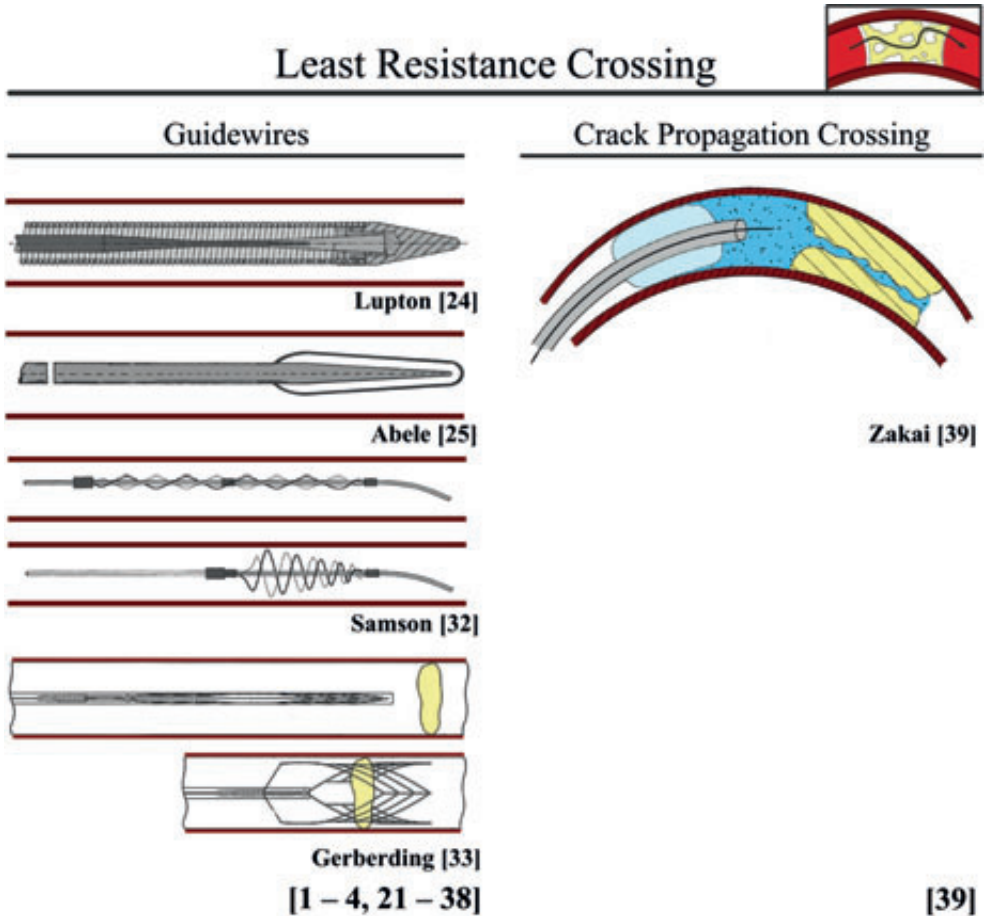 Least Resistance Crossing
Guidewires
Lupton [24]
Abele [25]
Samson [32]
Gerberding [33]
[1 – 4, 21 – 38]
Crack Propagation Crossing
Zakai [39]
[39]